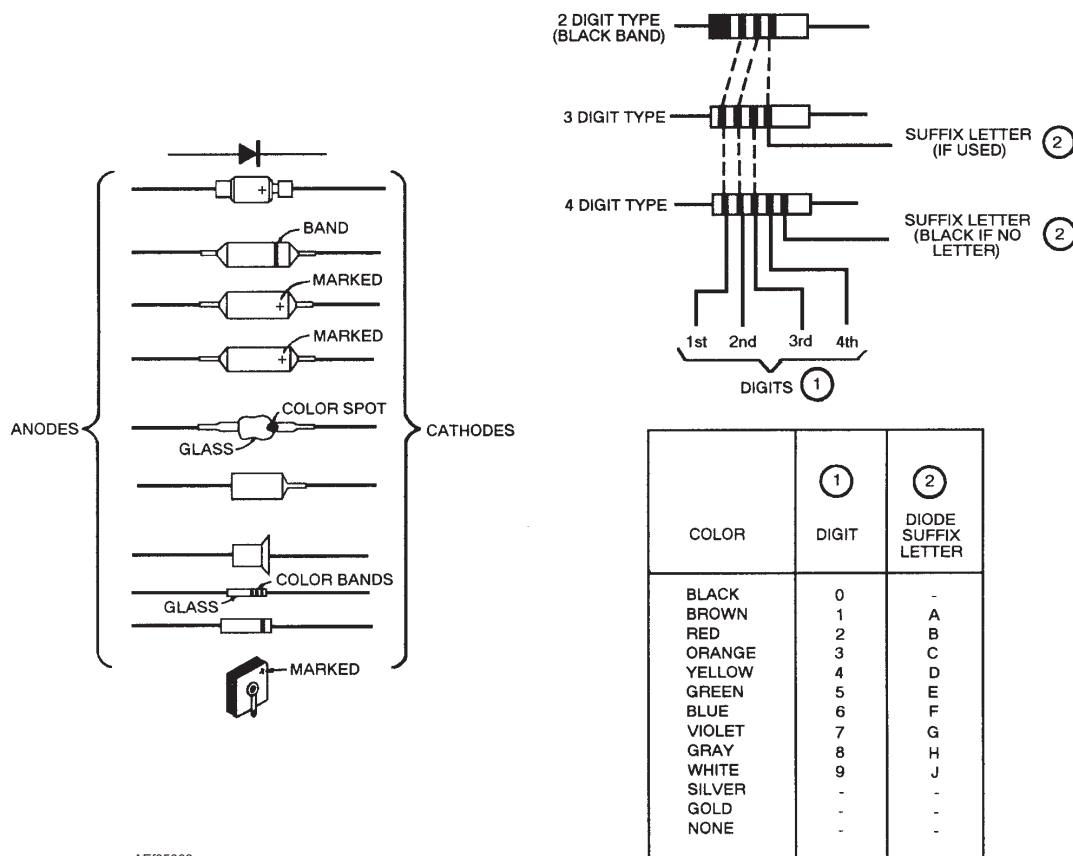 2 DIGIT TYPE
(BLACK BAND)
3 DIGIT TYPE
SUFFIX LETTER
(IF USED)
2
4 DIGIT TYPE
SUFFIX LETTER
(BLACK IF NO
LETTER)
2
1st 2nd 3rd 4th
DIGITS 1
+
BAND
MARKED
+
MARKED
+
ANODES
COLOR SPOT
GLASS
CATHODES
COLOR BANDS
GLASS
MARKED
1 2
COLOR DIGIT DIODE
SUFFIX
LETTER
BLACK 0 -
BROWN 1 A
RED 2 B
ORANGE 3 C
YELLOW 4 D
GREEN 5 E
BLUE 6 F
VIOLET 7 G
GRAY 8 H
WHITE 9 J
SILVER - -
GOLD - -
NONE - -